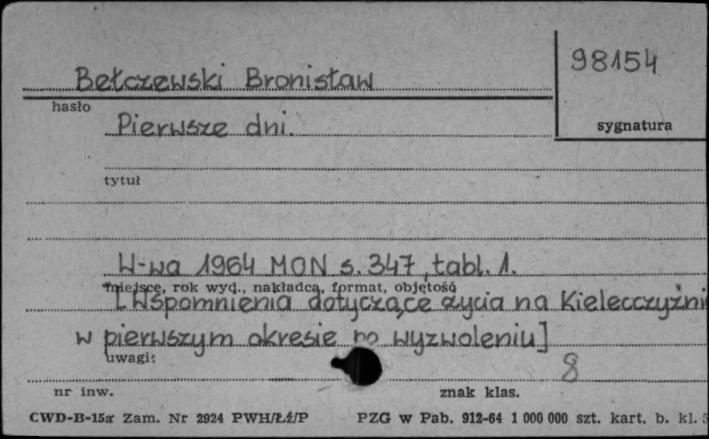 98154
Bełczewski Bronisław
hasło
Pierwsze dni.
sygnatura
tytuł
W-wa 1964 MON s. 347, tabl. 1.
miejsce, rok wyd., nakładca, format, objętość
[Wspomnienia dotyczące życia na Kielecczyźni
w pierwszym okresie po wyzwoleniu]
uwagi:
8
nr inw.
znak klas.
CWD-B-15a Zam. Nr 2924 PWH/Łź/P PZG w Pab. 912-64 1 000 000 szt. kart. b. kl.